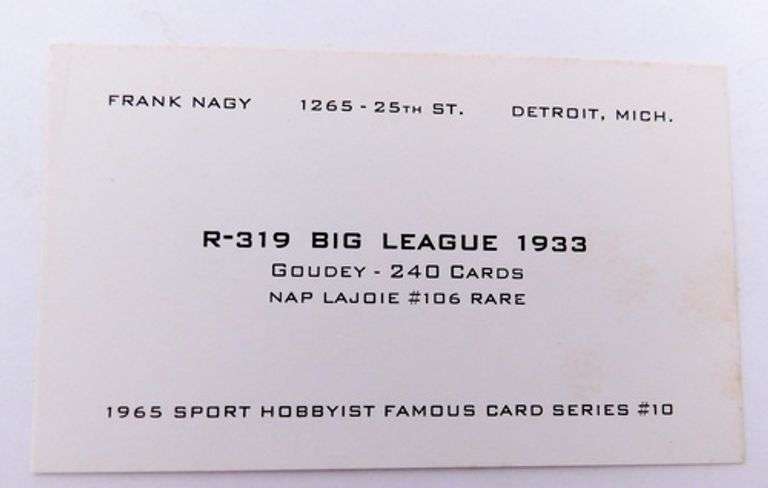 FRANK NAGY 1265 - 25TH ST. DETROIT, MICH.
R-319 BIG LEAGUE 1933
GOUDEY - 240 CARDS
NAP LAJOIE #106 RARE
1965 SPORT HOBBYIST FAMOUS CARD SERIES #10